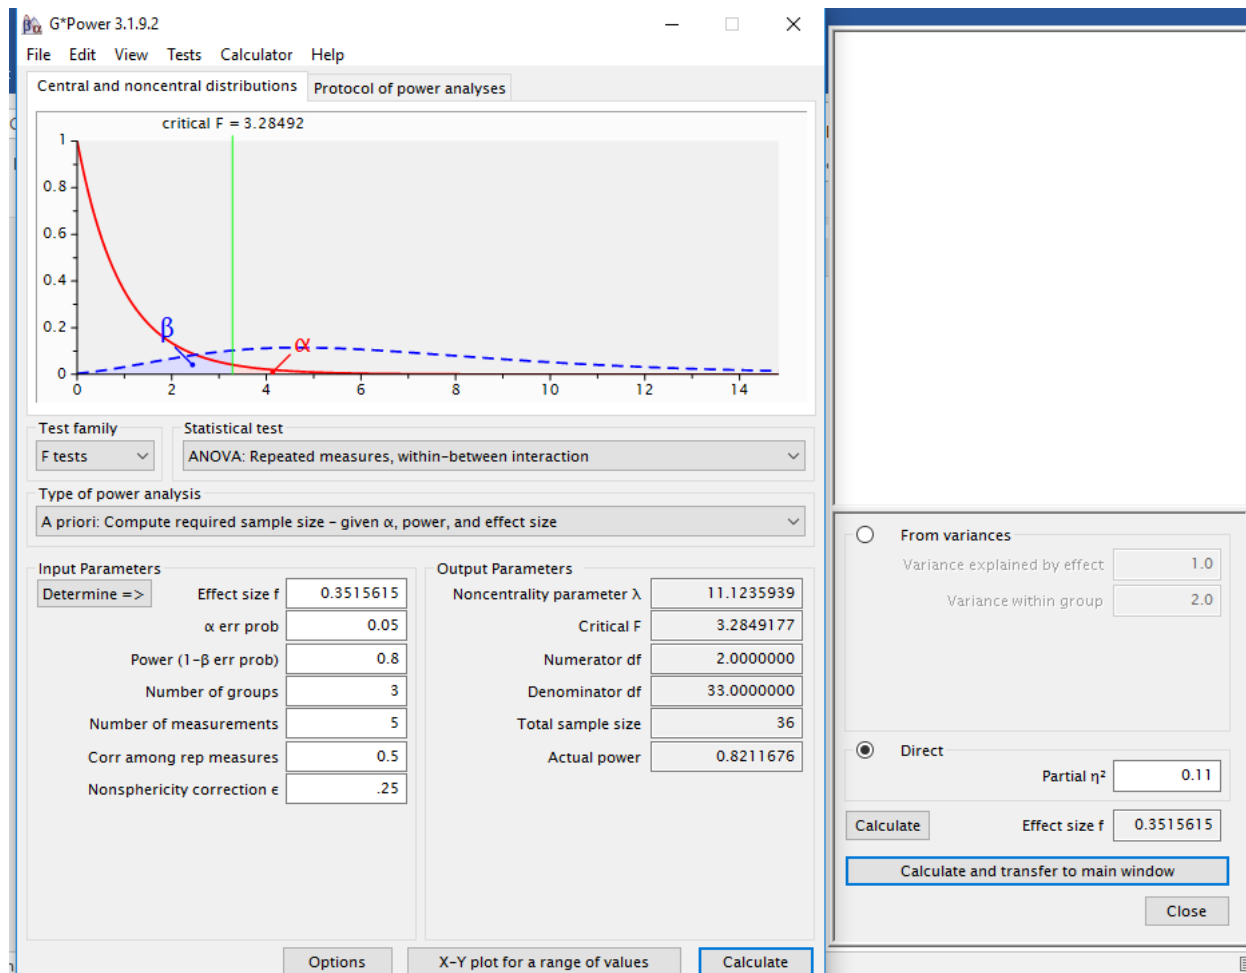 G*Power 3.1.9.2
File Edit View Tests Calculator Help
Central and noncentral distributions Protocol of power analyses
critical F = 3.28492
1
0.8
0.6
0.4
0.2
0
β
α
0 2 4 6 8 10 12 14
Test family Statistical test
F tests ANOVA: Repeated measures, within-between interaction
Type of power analysis
A priori: Compute required sample size – given α, power, and effect size
Input Parameters
Determine => Effect size f 0.3515615
α err prob 0.05
Power (1-β err prob) 0.8
Number of groups 3
Number of measurements 5
Corr among rep measures 0.5
Nonsphericity correction ϵ .25
Output Parameters
Noncentrality parameter λ 11.1235939
Critical F 3.2849177
Numerator df 2.0000000
Denominator df 33.0000000
Total sample size 36
Actual power 0.8211676
Options X-Y plot for a range of values Calculate
From variances
Variance explained by effect 1.0
Variance within group 2.0
Direct
Partial η² 0.11
Calculate Effect size f 0.3515615
Calculate and transfer to main window
Close